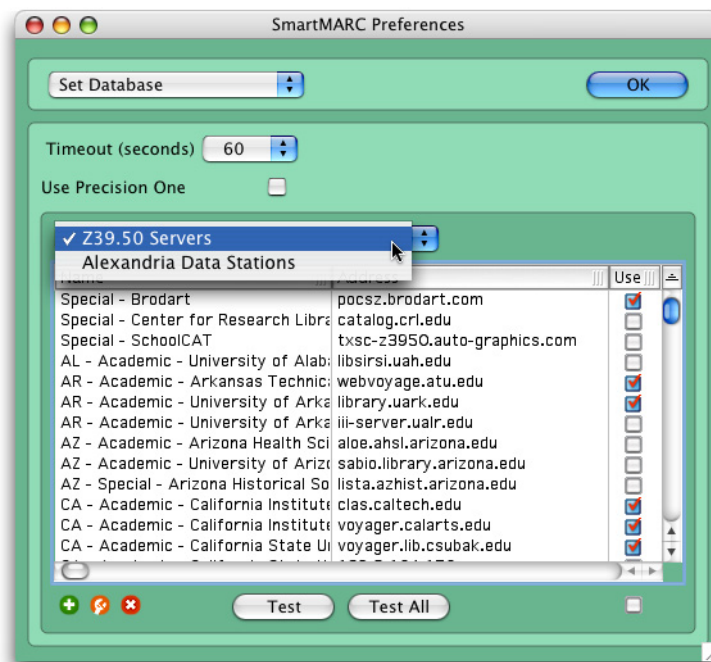 SmartMARC Preferences
Set Database
OK
Timeout (seconds) 60
Use Precision One
✓ Z39.50 Servers
Alexandria Data Stations
Name Address Use
Special - Brodart pocsz.brodart.com
Special - Center for Research Libra catalog.crl.edu
Special - SchoolCAT txsc-z3950.auto-graphics.com
AL - Academic - University of Alab libsirsi.uah.edu
AR - Academic - Arkansas Technic webvoyage.atu.edu
AR - Academic - University of Arka library.uark.edu
AR - Academic - University of Arka iii-server.ualr.edu
AZ - Academic - Arizona Health Sci aloe.ahsl.arizona.edu
AZ - Academic - University of Arizo sabio.library.arizona.edu
AZ - Special - Arizona Historical So lista.azhist.arizona.edu
CA - Academic - California Institute clas.caltech.edu
CA - Academic - California Institute voyager.calarts.edu
CA - Academic - California State Ur voyager.lib.csubak.edu
Test Test All